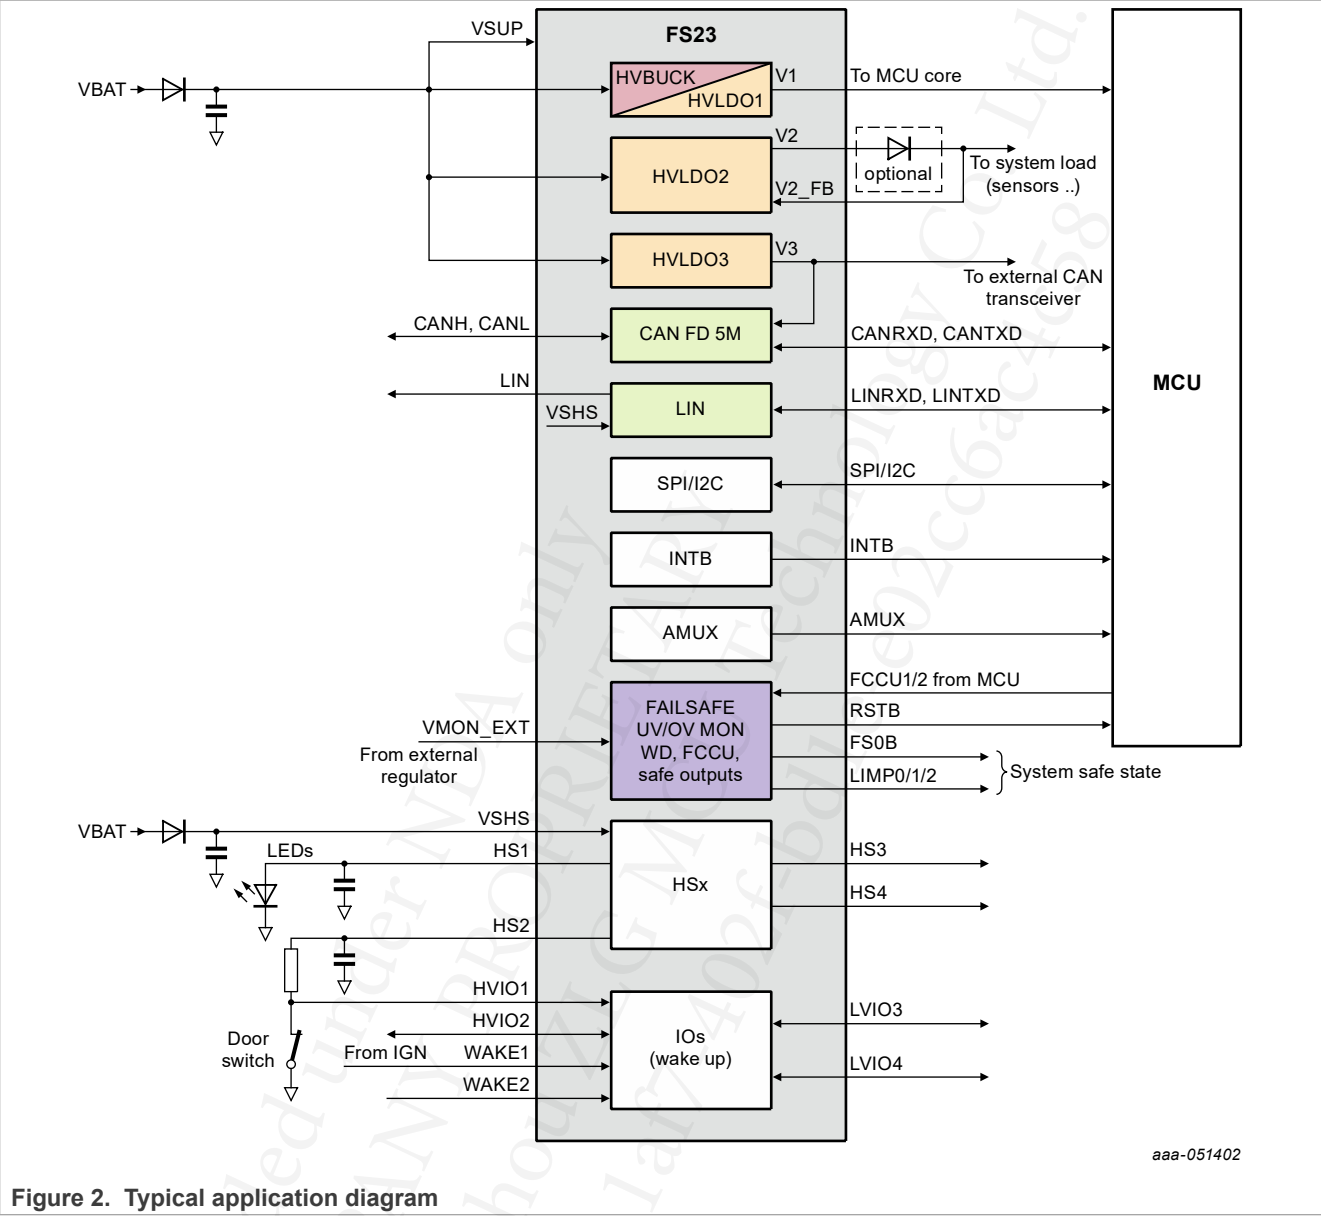 FS23
MCU
VSUP
VBAT
HVBUCK
HVLDO1
V1
To MCU core
HVLDO2
V2
optional
V2_FB
To system load
(sensors ..)
HVLDO3
V3
To external CAN
transceiver
CANH, CANL
CAN FD 5M
CANRXD, CANTXD
LIN
VSHS
LIN
LINRXD, LINTXD
SPI/I2C
SPI/I2C
INTB
INTB
AMUX
AMUX
VMON_EXT
From external
regulator
FAILSAFE
UV/OV MON
WD, FCCU,
safe outputs
FCCU1/2 from MCU
RSTB
FS0B
LIMP0/1/2
System safe state
VBAT
VSHS
LEDs
HS1
HS2
HSx
HS3
HS4
HVIO1
HVIO2
From IGN
WAKE1
WAKE2
Door
switch
IOs
(wake up)
LVIO3
LVIO4
aaa-051402
Figure 2. Typical application diagram